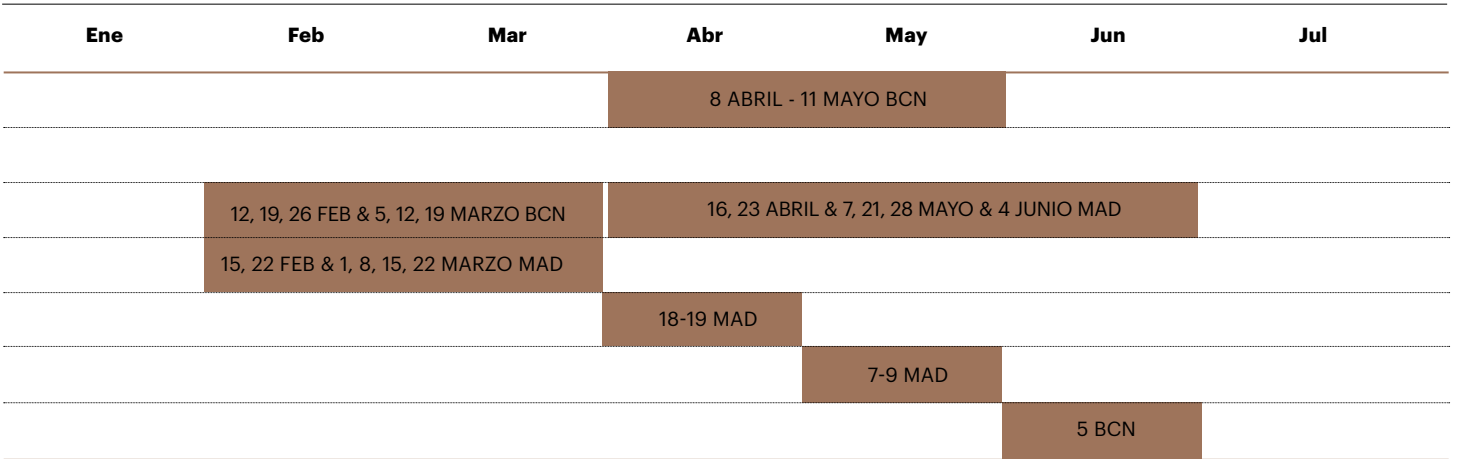 Ene Feb Mar Abr May Jun Jul
8 ABRIL - 11 MAYO BCN
12, 19, 26 FEB & 5, 12, 19 MARZO BCN 16, 23 ABRIL & 7, 21, 28 MAYO & 4 JUNIO MAD
15, 22 FEB & 1, 8, 15, 22 MARZO MAD
18-19 MAD
7-9 MAD
5 BCN